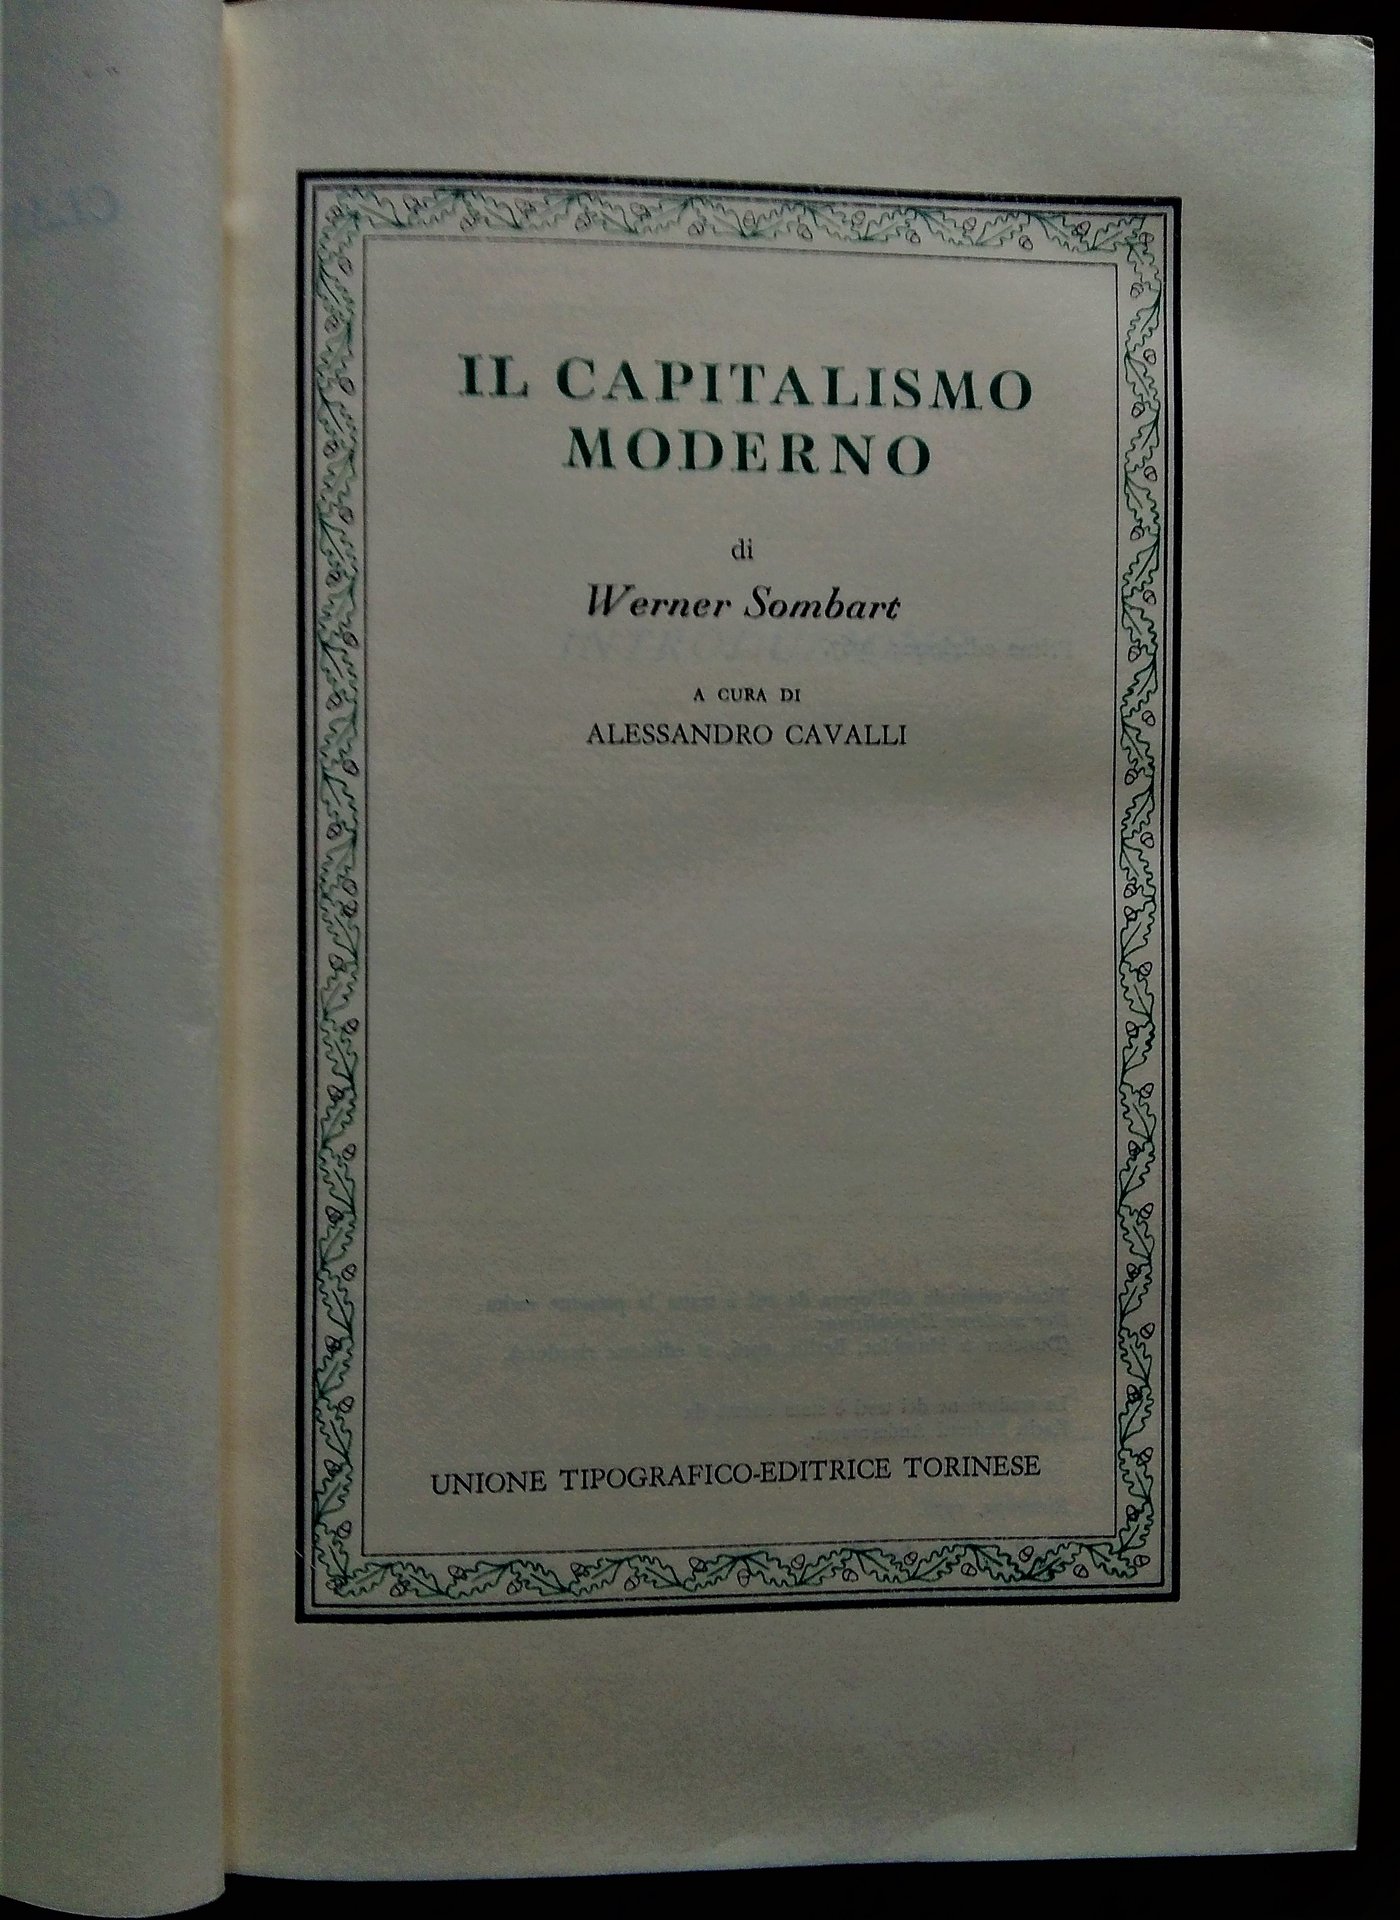 IL CAPITALISMO
MODERNO
di
Werner Sombart
A CURA DI
ALESSANDRO CAVALLI
UNIONE TIPOGRAFICO-EDITRICE TORINESE